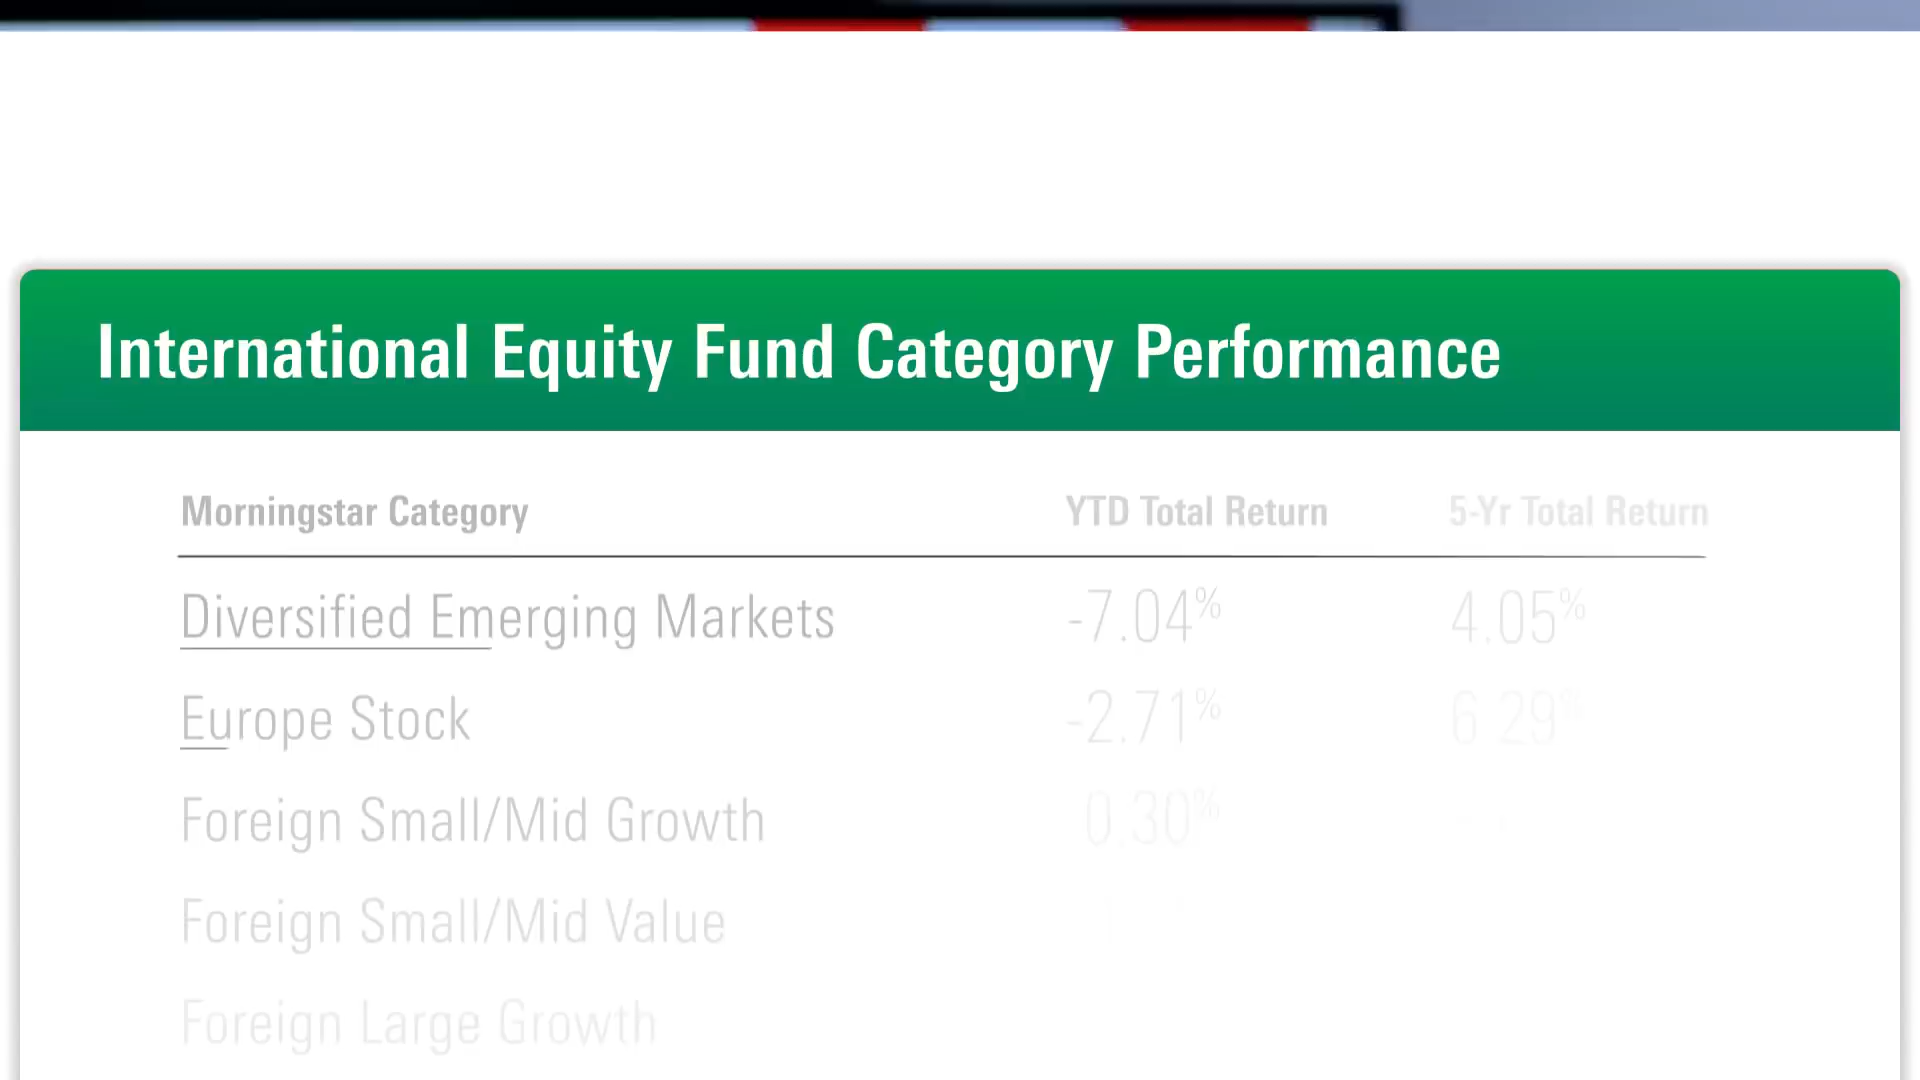 International Equity Fund Category Performance
Morningstar Category YTD Total Return 5-Yr Total Return
Diversified Emerging Markets -7.04% 4.05%
Europe Stock -2.71% 6.29%
Foreign Small/Mid Growth 0.30%
Foreign Small/Mid Value
Foreign Large Growth